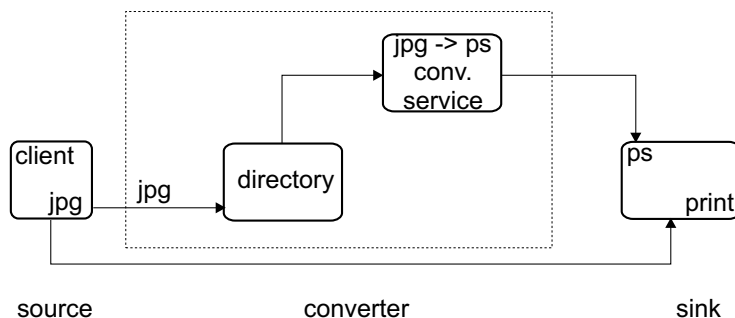 jpg -> ps
conv.
service
client
jpg
jpg
directory
ps
print
source
converter
sink